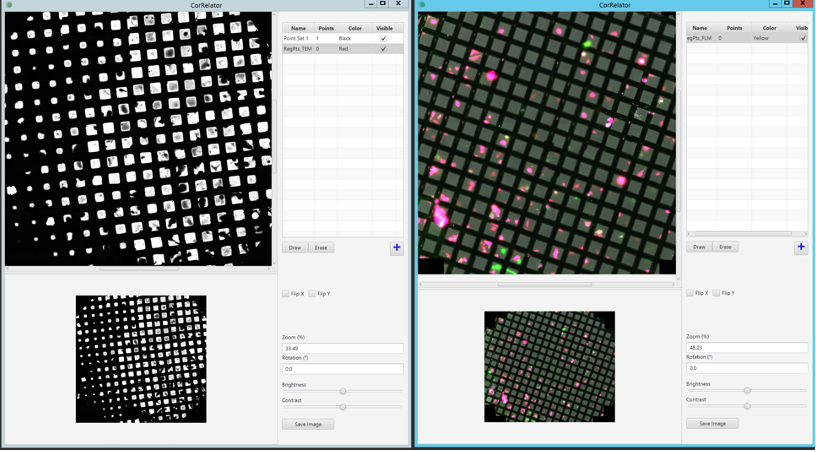 CorRelator
Name Points Color Visible
Point Set 1 1 Black
RegPts_TEM 0 Red
Draw Erase +
Flip X Flip Y
Zoom (%)
33.49
Rotation (°)
0.0
Brightness
Contrast
Save Image
CorRelator
Name Points Color Visib
egPts_FLM 0 Yellow
Draw Erase +
Flip X Flip Y
Zoom (%)
48.23
Rotation (°)
0.0
Brightness
Contrast
Save Image